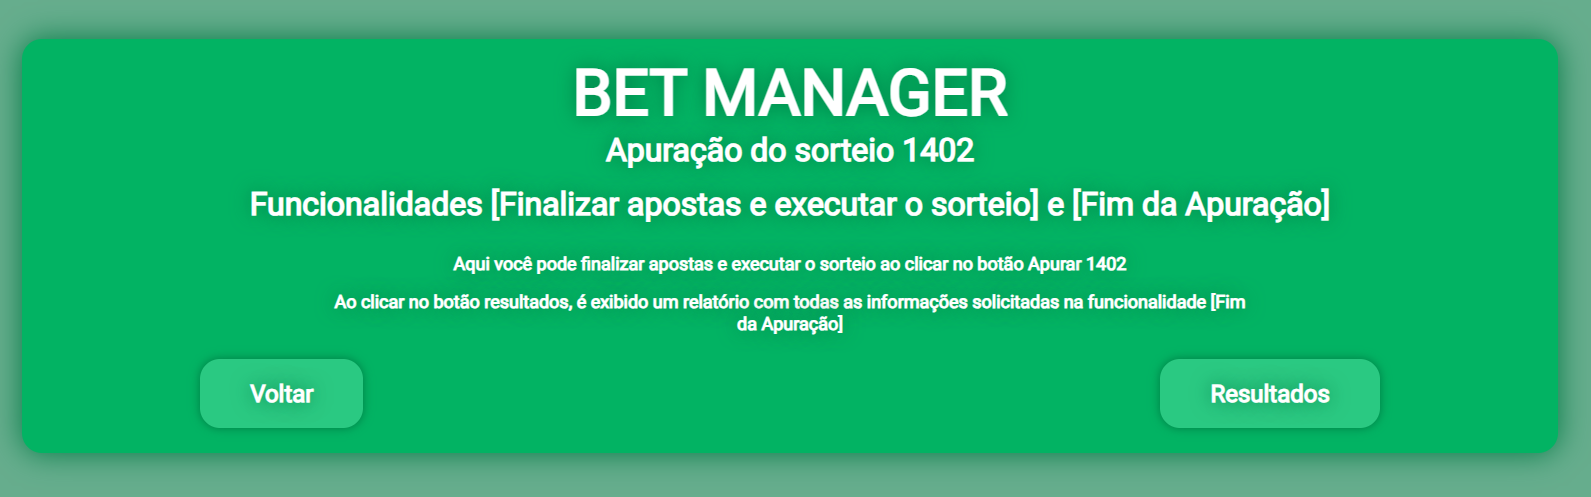 BET MANAGER
Apuração do sorteio 1402
Funcionalidades [Finalizar apostas e executar o sorteio] e [Fim da Apuração]
Aqui você pode finalizar apostas e executar o sorteio ao clicar no botão Apurar 1402
Ao clicar no botão resultados, é exibido um relatório com todas as informações solicitadas na funcionalidade [Fim
da Apuração]
Voltar
Resultados